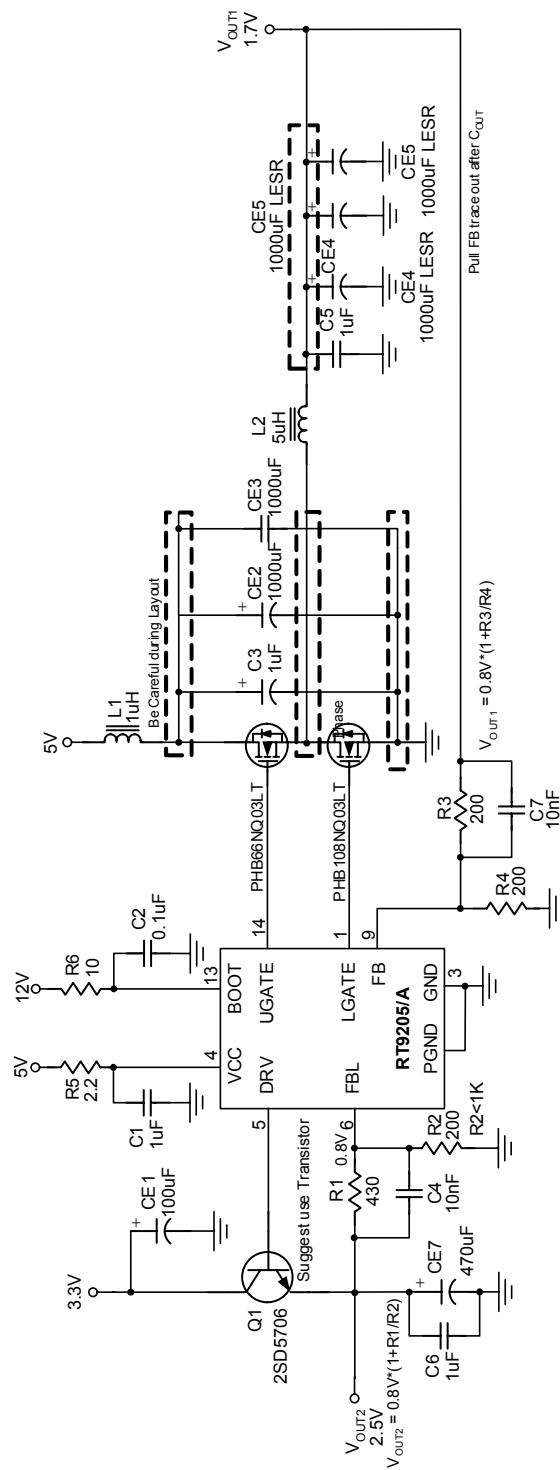 3.3V
CE1
100uF
Q1
2SD5706
Suggest use Transistor
5V
R5
2.2
C1
1uF
12V
R6
10
C2
0.1uF
4
VCC
13
BOOT
5
DRV
UGATE
14
PHB66NQ03LT
LGATE
1
PHB108NQ03LT
FBL
6
FB
9
RT9205/A
PGND
GND
3
0.8V
R1
430
C4
10nF
R2
200
R2<1K
VOUT2
2.5V
VOUT2 = 0.8V*(1+R1/R2)
C6
1uF
CE7
470uF
R4
200
R3
200
C7
10nF
VOUT1 = 0.8V*(1+R3/R4)
5V
L1
1uH
Be Careful during Layout
C3
1uF
CE2
1000uF
CE3
1000uF
Phase
L2
5uH
C5
1uF
CE4
CE4
1000uF LESR
CE5
1000uF LESR
CE5
1000uF LESR
VOUT1
1.7V
Pull FB trace out after COUT